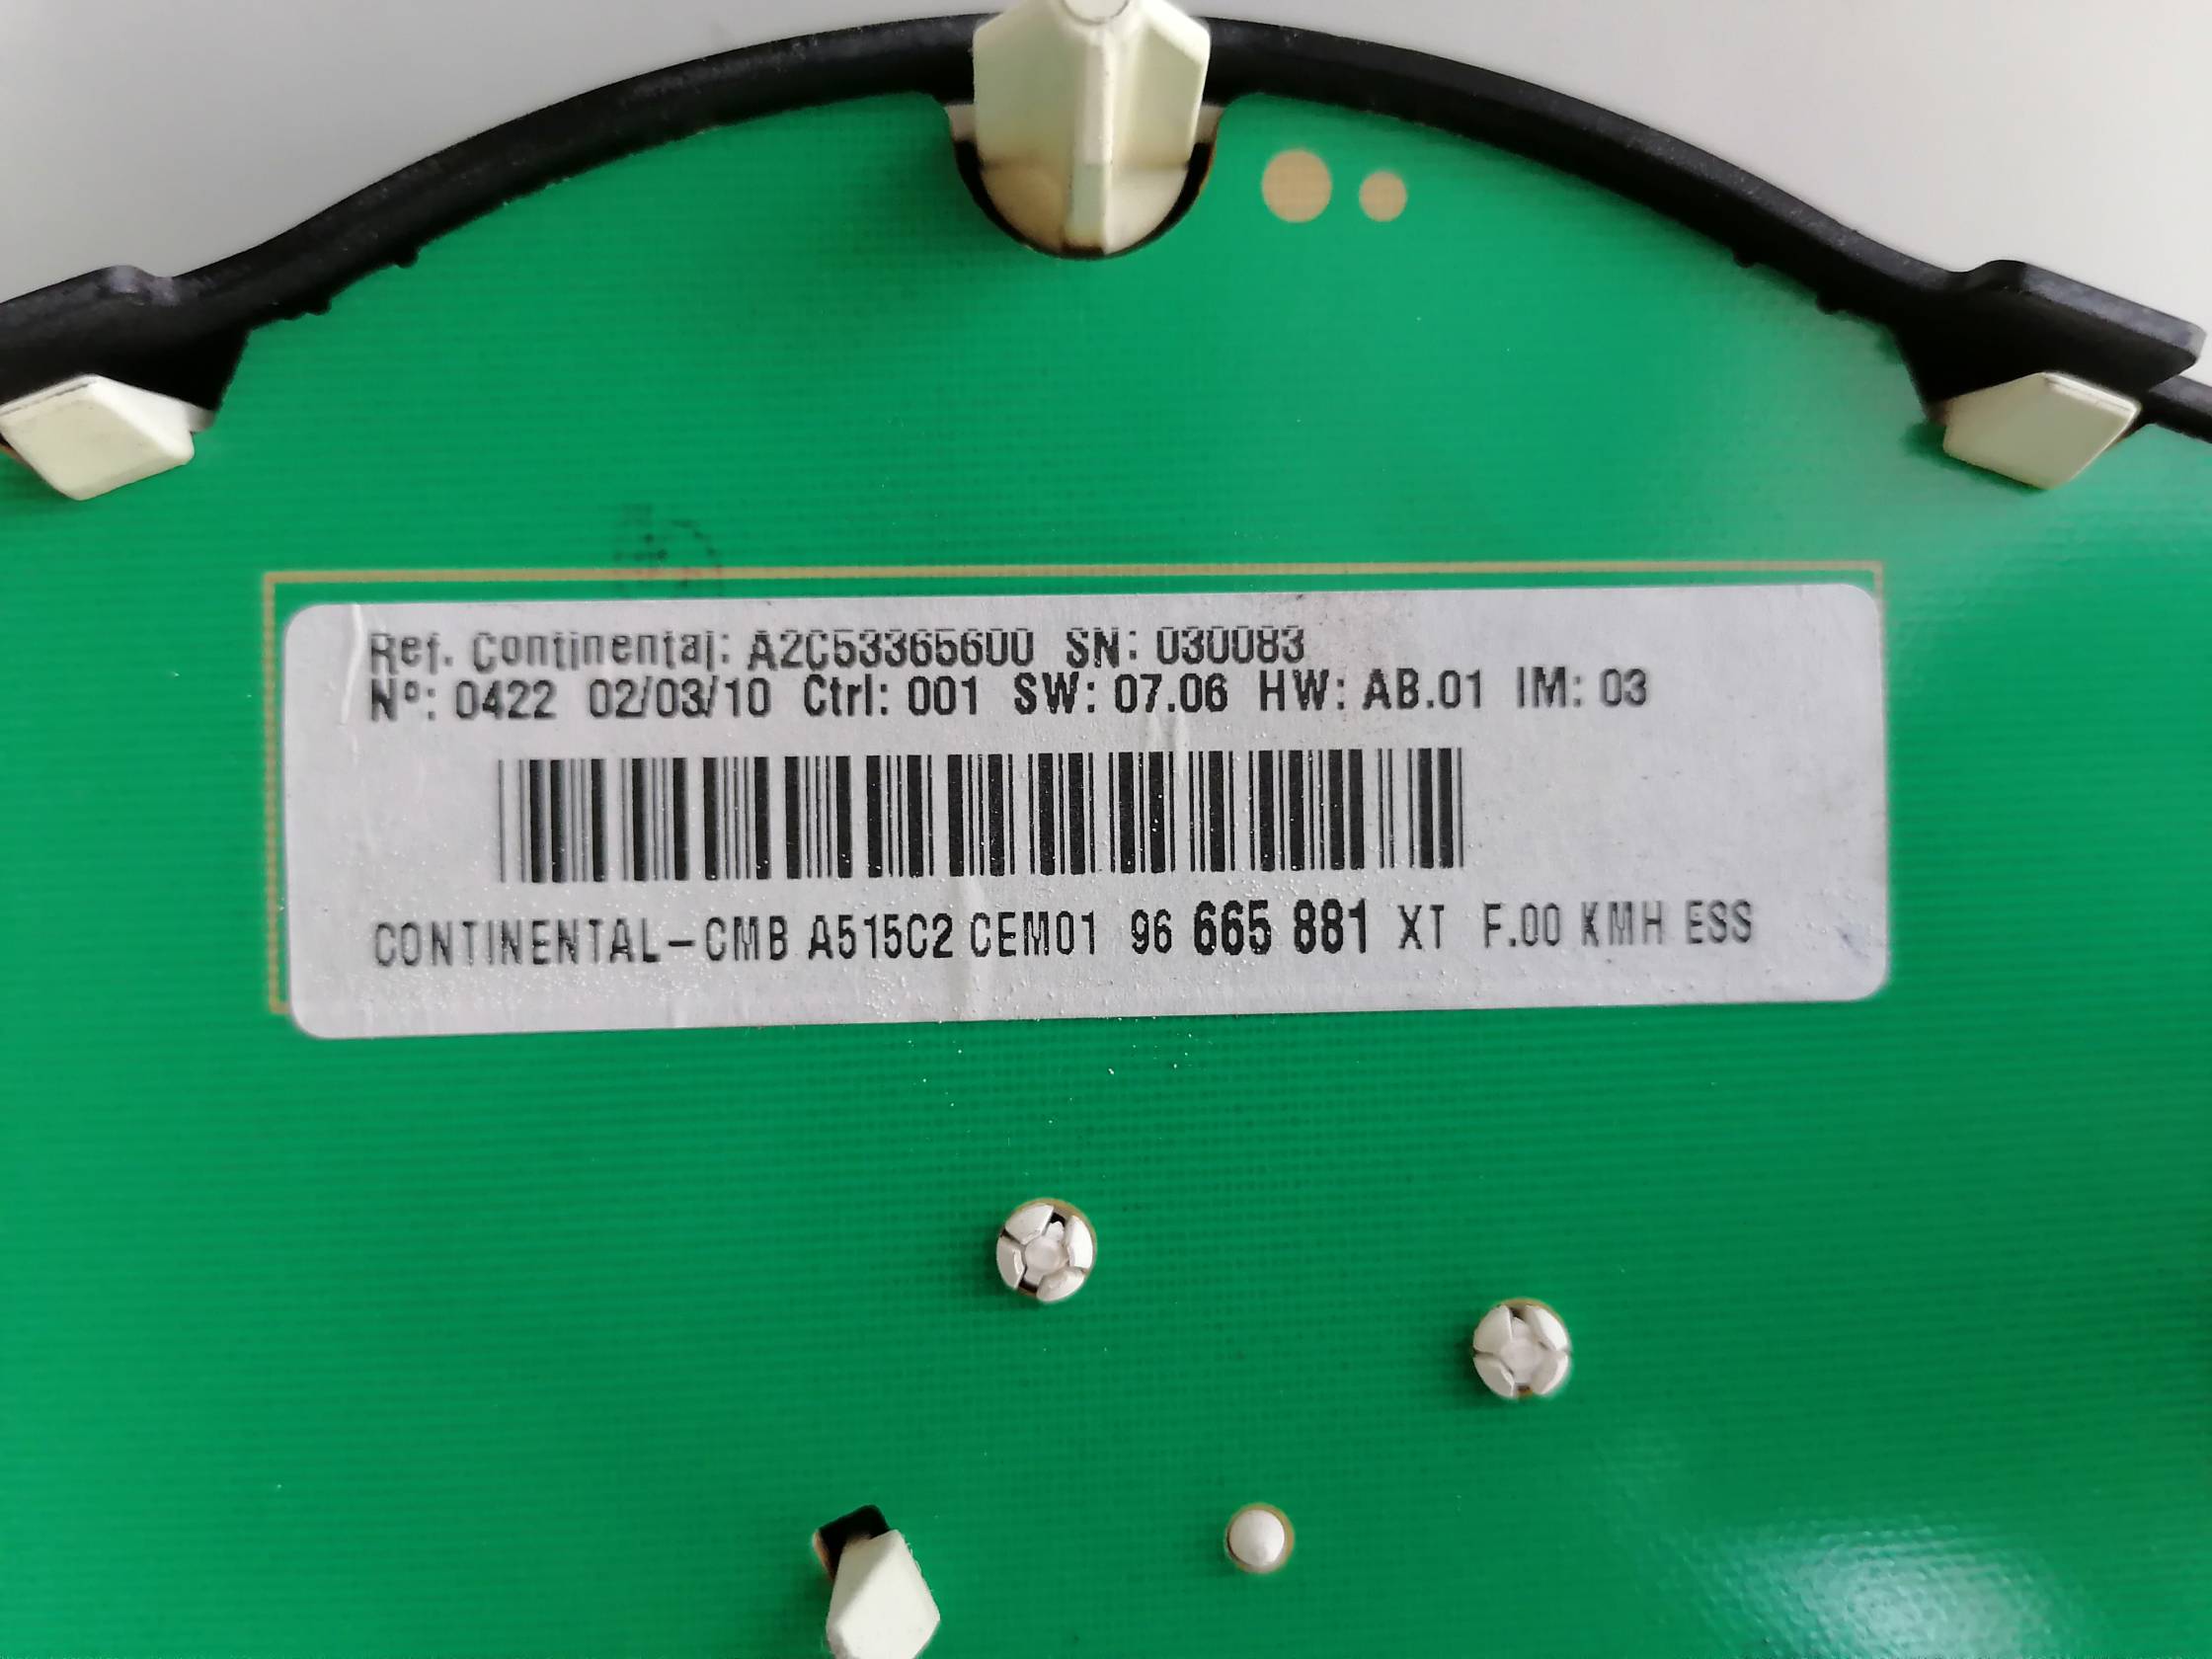 Ref. Continental: A2C53365600 SN: 030083
Nº: 0422 02/03/10 Ctrl: 001 SW: 07.06 HW: AB.01 IM: 03
CONTINENTAL-CMB A515C2 CEM01 96 665 881 XT F.00 KMH ESS